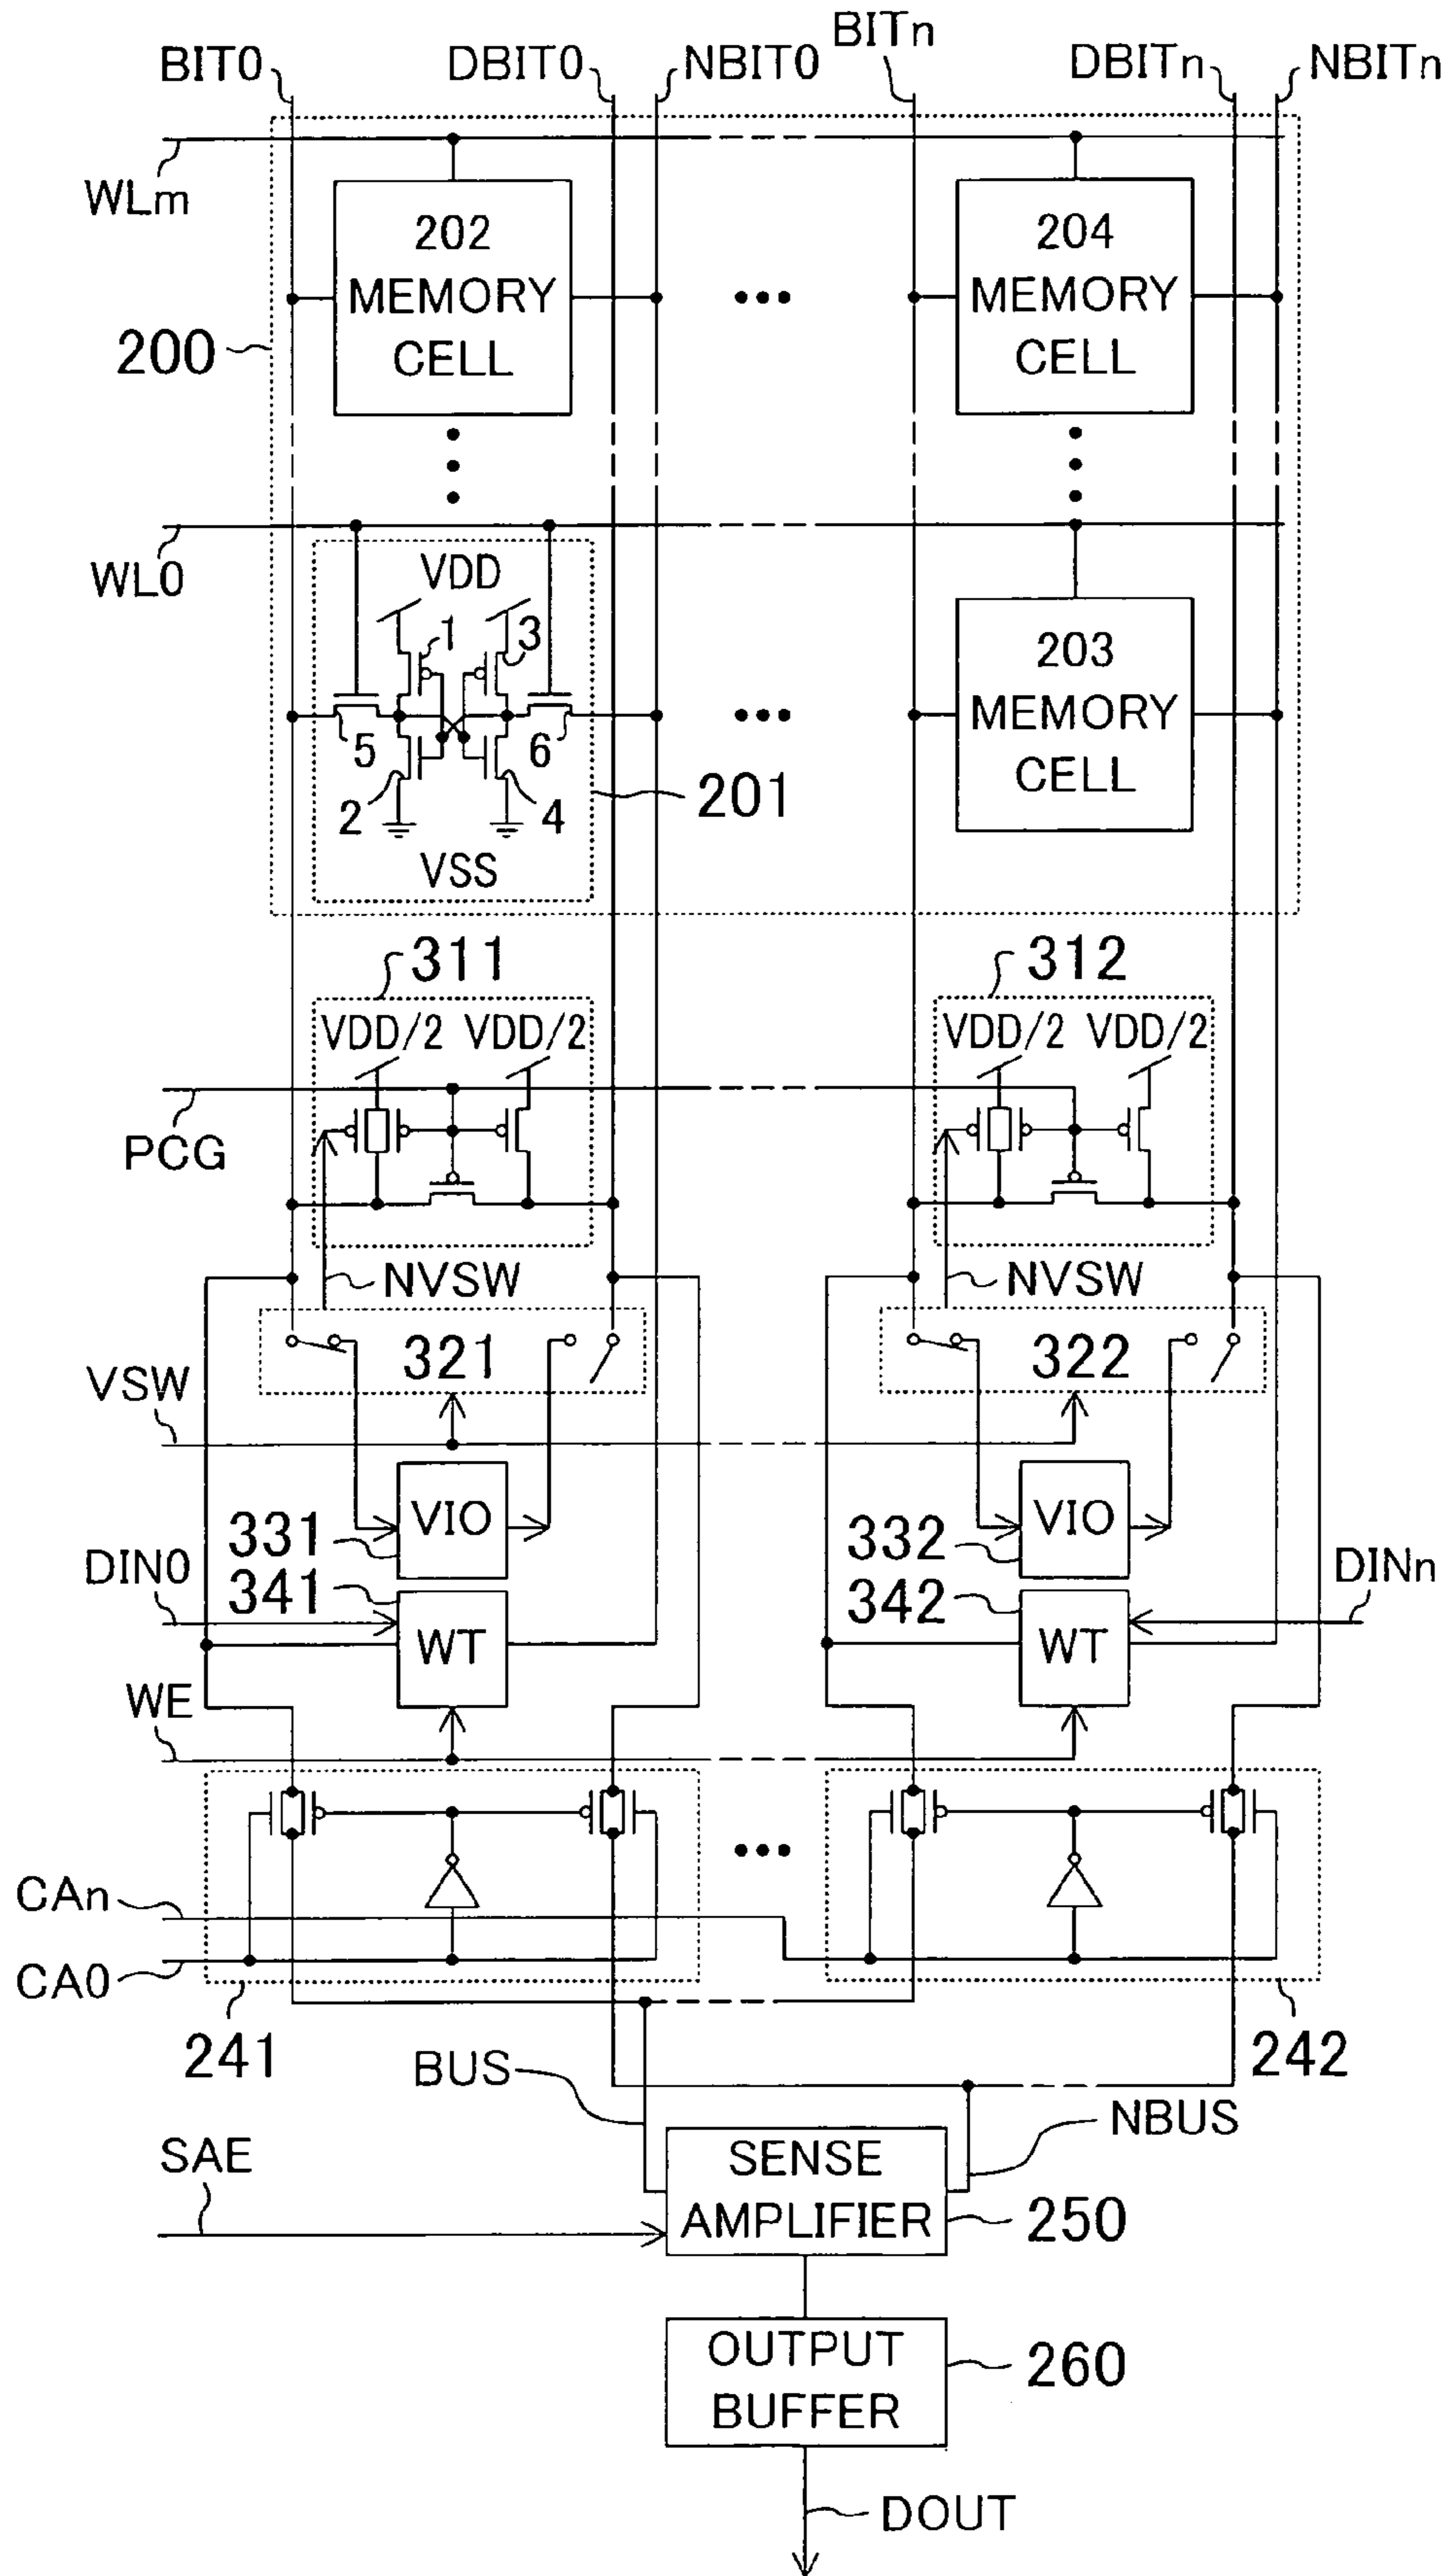 BITn
BIT0
DBIT0
NBIT0
DBITn
NBITn
WLm
202
MEMORY
CELL
204
MEMORY
CELL
200
WL0
VDD
1
3
5
6
2
4
VSS
201
203
MEMORY
CELL
311
312
VDD/2
VDD/2
VDD/2
VDD/2
PCG
NVSW
NVSW
321
322
VSW
VIO
331
VIO
332
DIN0
341
WT
342
WT
DINn
WE
CAn
CA0
241
242
BUS
NBUS
SAE
SENSE
AMPLIFIER
250
OUTPUT
BUFFER
260
DOUT